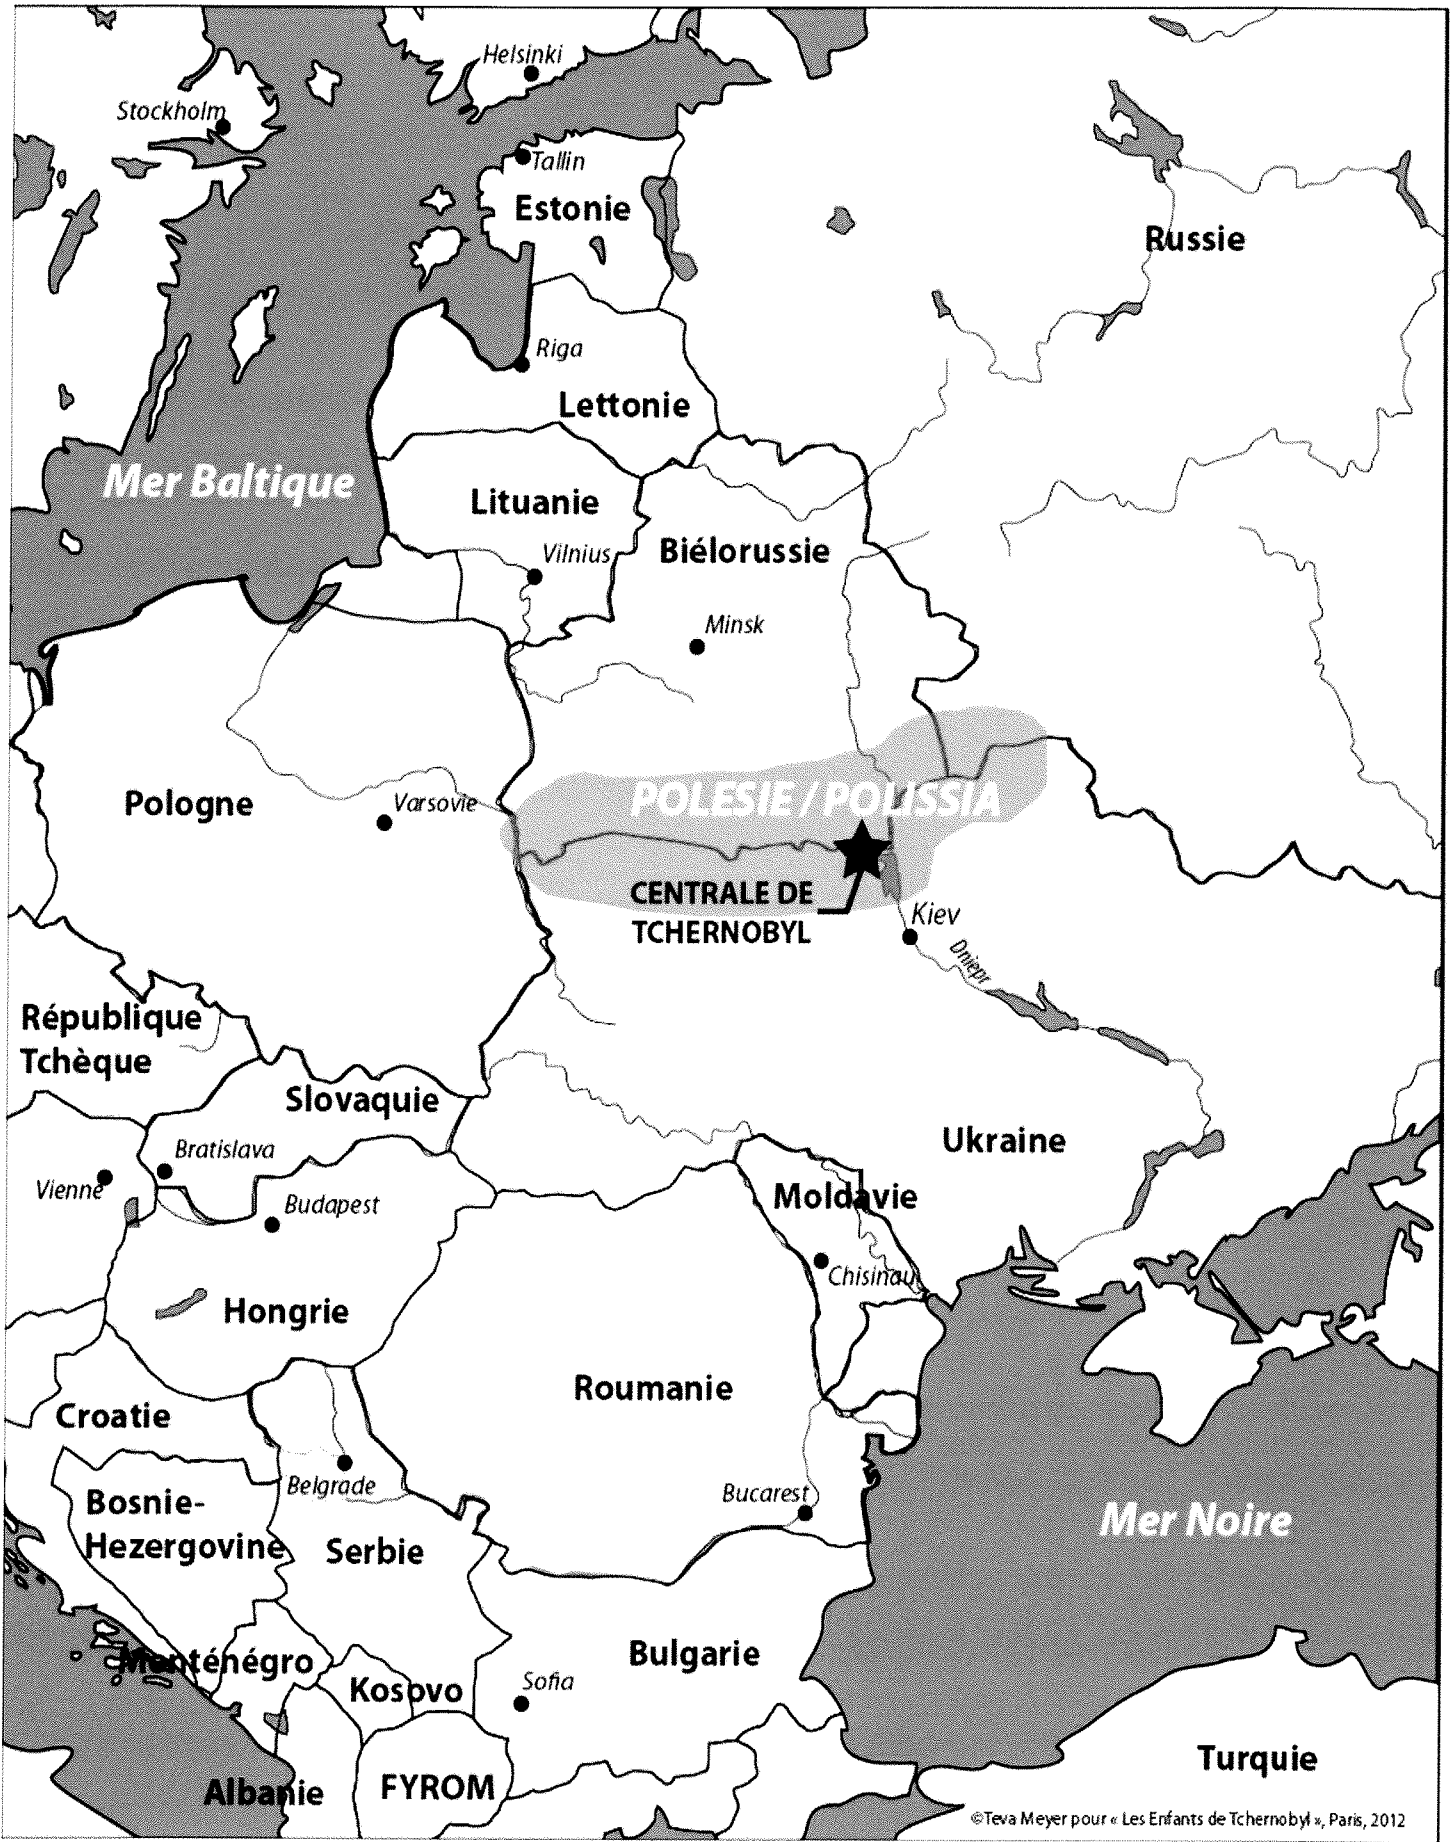 Helsinki
Stockholm
Tallin
Estonie
Russie
Riga
Lettonie
Mer Baltique
Lituanie
Vilnius
Biélorussie
Minsk
POLESIE / POLISSIA
Pologne
Varsovie
CENTRALE DE
TCHERNOBYL
Kiev
Dniepr
République
Tchèque
Slovaquie
Ukraine
Bratislava
Vienne
Budapest
Moldavie
Chisinau
Hongrie
Roumanie
Croatie
Belgrade
Bucarest
Bosnie-
Hezergovine
Serbie
Mer Noire
Monténégro
Kosovo
Sofia
Bulgarie
Albanie
FYROM
Turquie
©Teva Meyer pour « Les Enfants de Tchernobyl », Paris, 2012